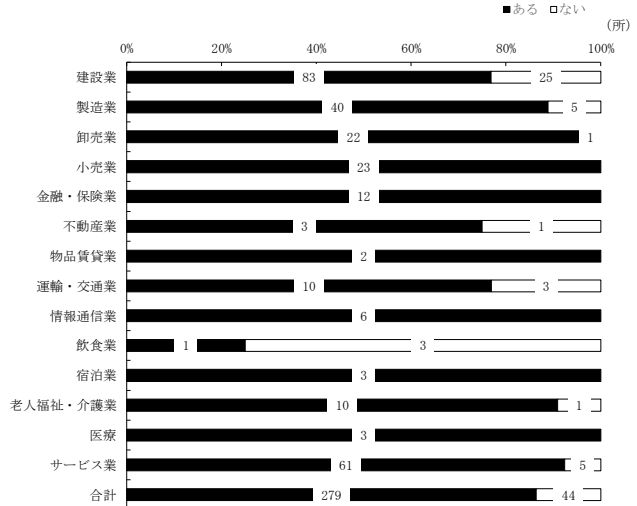 ■ある □ない
(所)
0% 20% 40% 60% 80% 100%
建設業 83 25
製造業 40 5
卸売業 22 1
小売業 23
金融・保険業 12
不動産業 3 1
物品賃貸業 2
運輸・交通業 10 3
情報通信業 6
飲食業 1 3
宿泊業 3
老人福祉・介護業 10 1
医療 3
サービス業 61 5
合計 279 44